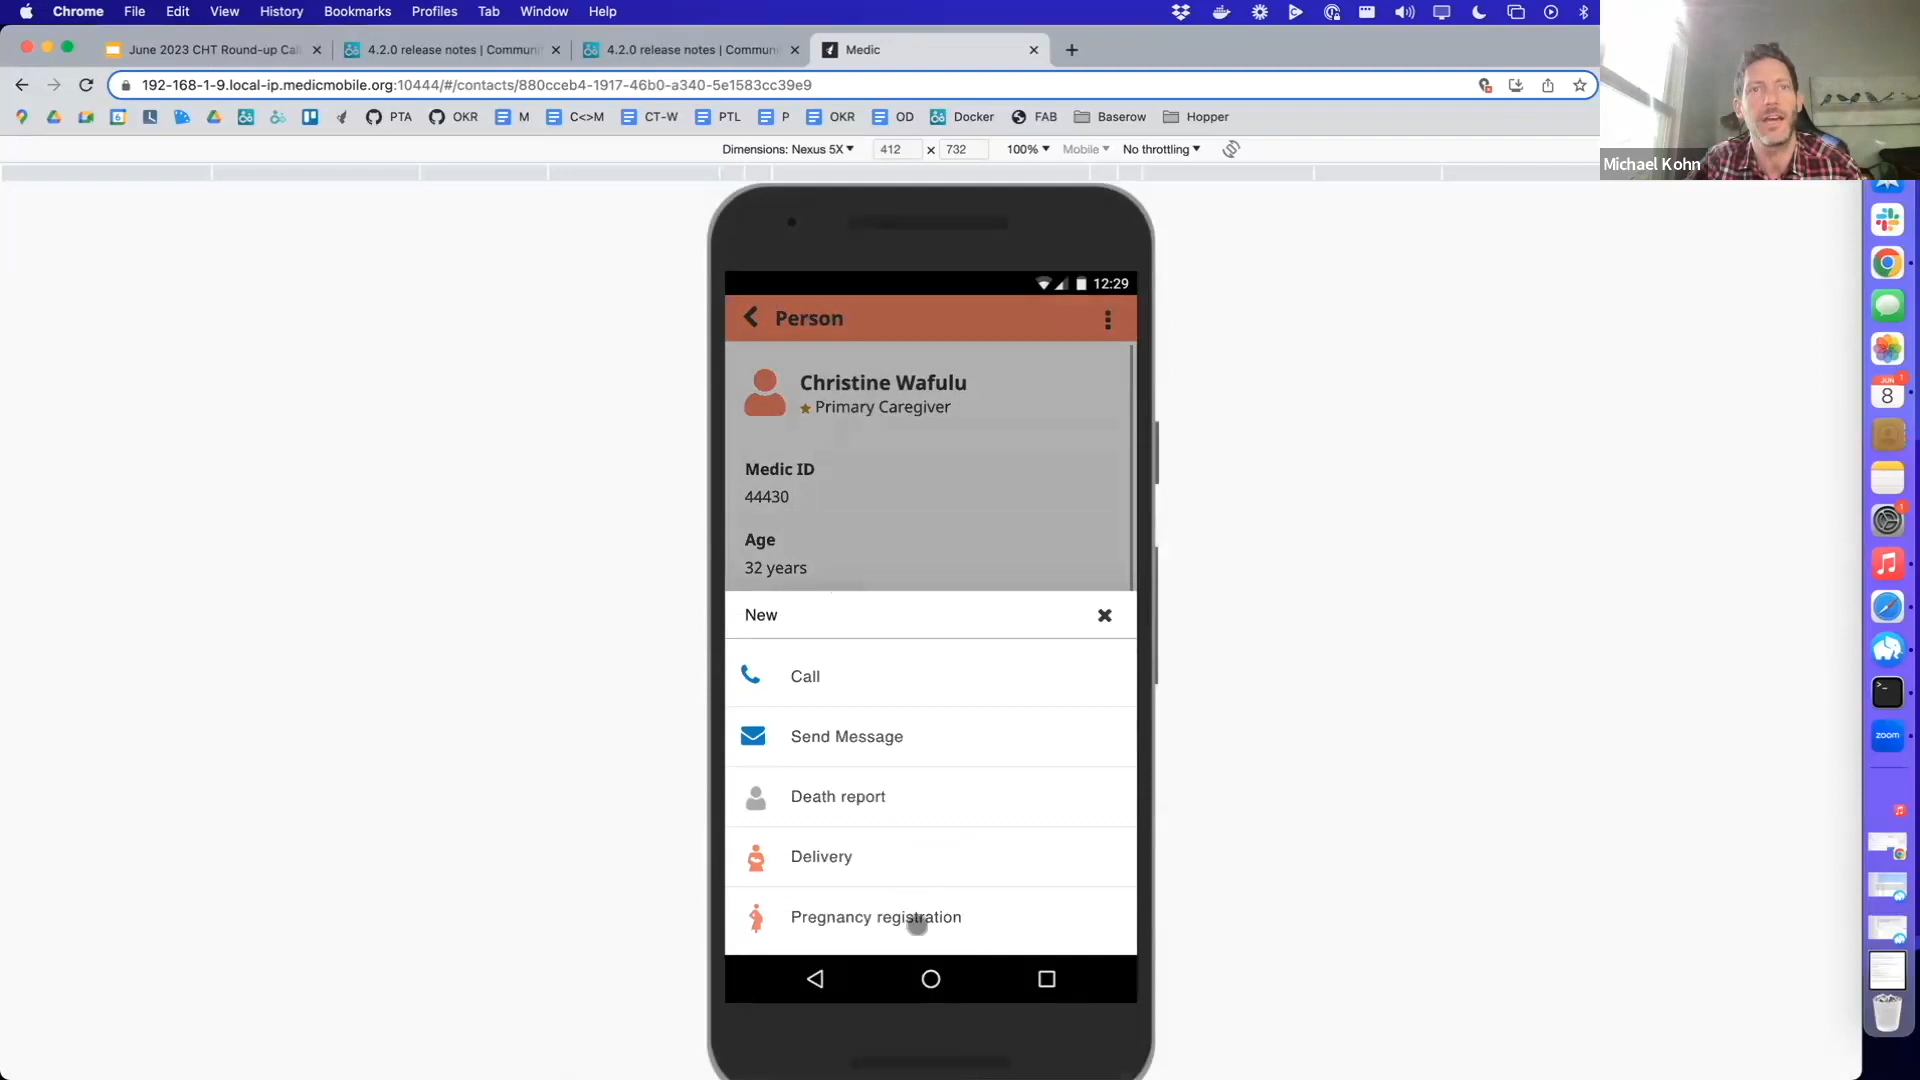 Chrome File Edit View History Bookmarks Profiles Tab Window Help
June 2023 CHT Round-up Cal
4.2.0 release notes | Commun
4.2.0 release notes | Commun
Medic
192-168-1-9.local-ip.medicmobile.org:10444/#/contacts/880cceb4-1917-46b0-a340-5e1583cc39e9
PTA OKR M C<>M CT-W PTL P OKR OD Docker FAB Baserow Hopper
Dimensions: Nexus 5X 412 × 732 100% Mobile No throttling
Michael Kohn
12:29
Person
Christine Wafulu
Primary Caregiver
Medic ID
44430
Age
32 years
New
Call
Send Message
Death report
Delivery
Pregnancy registration
JUN
8
zoom